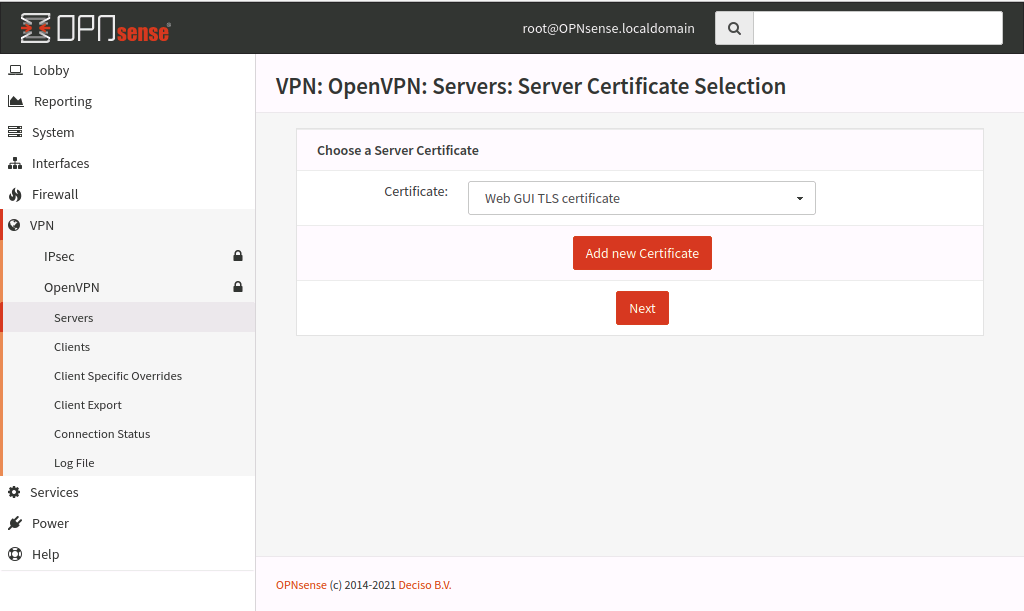 OPNsense
root@OPNsense.localdomain
Lobby
Reporting
System
Interfaces
Firewall
VPN
IPsec
OpenVPN
Servers
Clients
Client Specific Overrides
Client Export
Connection Status
Log File
Services
Power
Help
VPN: OpenVPN: Servers: Server Certificate Selection
Choose a Server Certificate
Certificate:
Web GUI TLS certificate
Add new Certificate
Next
OPNsense (c) 2014-2021 Deciso B.V.